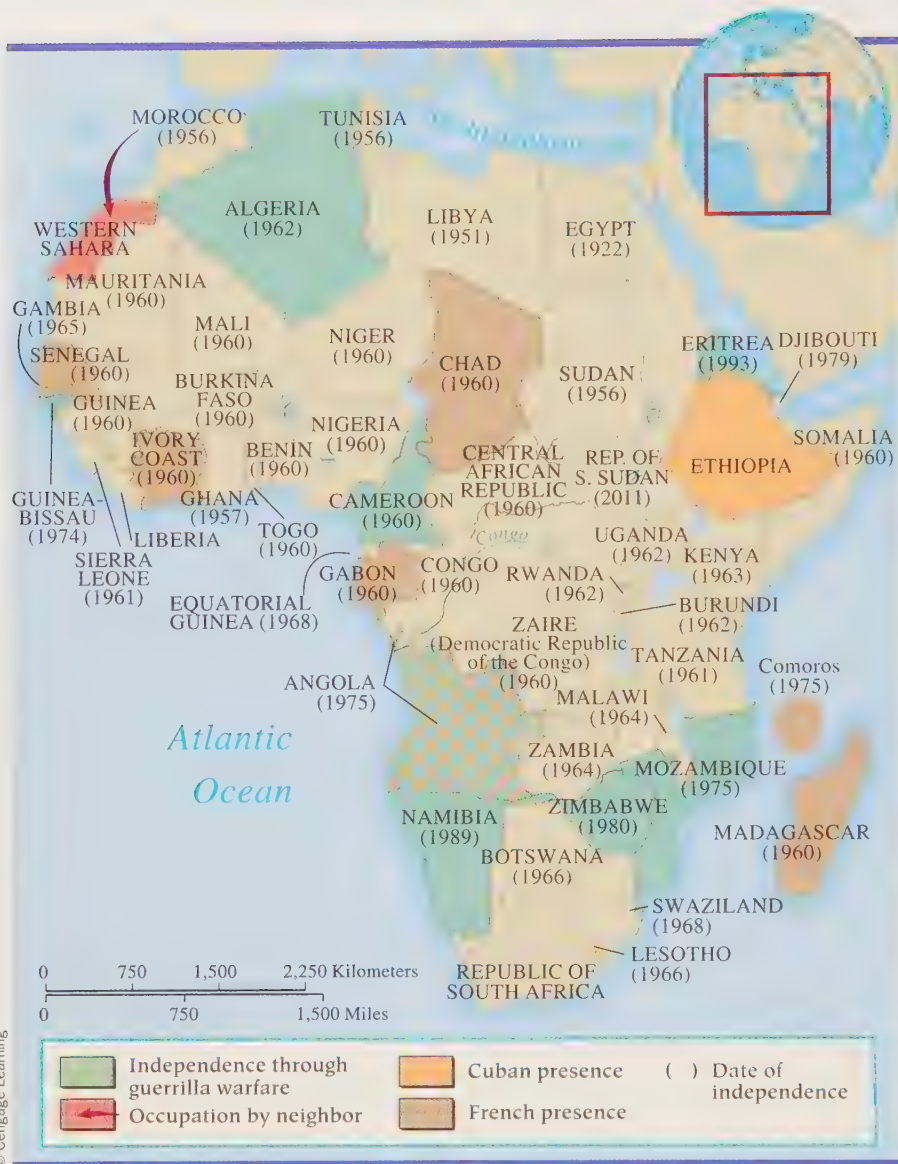 MOROCCO
(1956)
TUNISIA
(1956)
ALGERIA
(1962)
LIBYA
(1951)
EGYPT
(1922)
WESTERN
SAHARA
MAURITANIA
(1960)
GAMBIA
(1965)
MALI
(1960)
NIGER
(1960)
CHAD
(1960)
SUDAN
(1956)
ERITREA
(1993)
DJIBOUTI
(1979)
SENEGAL
(1960)
GUINEA
(1960)
BURKINA
FASO
(1960)
NIGERIA
(1960)
IVORY
COAST
(1960)
BENIN
(1960)
CENTRAL
AFRICAN
REPUBLIC
(1960)
REP. OF
S. SUDAN
(2011)
ETHIOPIA
SOMALIA
(1960)
GUINEA-
BISSAU
(1974)
GHANA
(1957)
LIBERIA
TOGO
(1960)
CAMEROON
(1960)
SIERRA
LEONE
(1961)
Congo
UGANDA
(1962)
KENYA
(1963)
EQUATORIAL
GUINEA (1968)
GABON
(1960)
CONGO
(1960)
RWANDA
(1962)
BURUNDI
(1962)
ZAIRE
(Democratic Republic
of the Congo)
(1960)
TANZANIA
(1961)
Comoros
(1975)
ANGOLA
(1975)
MALAWI
(1964)
Atlantic
Ocean
ZAMBIA
(1964)
MOZAMBIQUE
(1975)
NAMIBIA
(1989)
ZIMBABWE
(1980)
MADAGASCAR
(1960)
BOTSWANA
(1966)
SWAZILAND
(1968)
LESOTHO
(1966)
REPUBLIC OF
SOUTH AFRICA
0 750 1,500 2,250 Kilometers
0 750 1,500 Miles
Independence through
guerrilla warfare
Occupation by neighbor
Cuban presence
French presence
( ) Date of
independence
© Cengage Learning